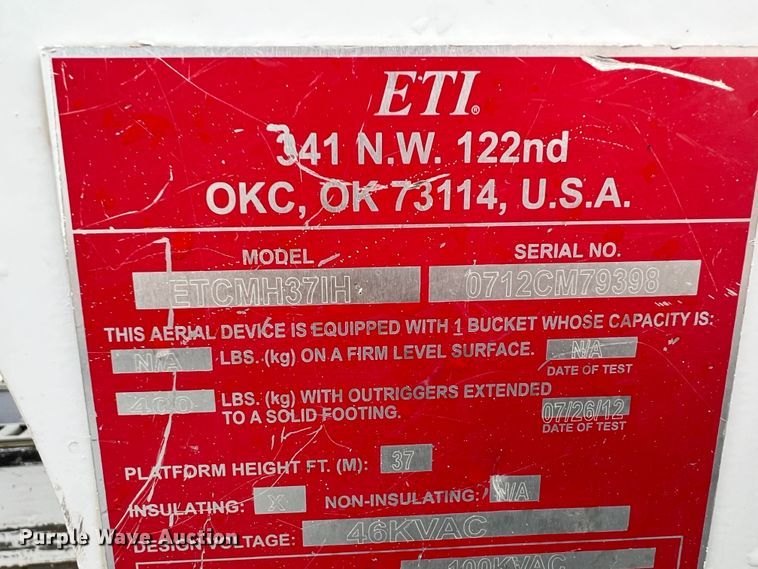 ETI®
341 N.W. 122nd
OKC, OK 73114, U.S.A.
MODEL SERIAL NO.
ETCMH37IH 0712CM79398
THIS AERIAL DEVICE IS EQUIPPED WITH 1 BUCKET WHOSE CAPACITY IS:
N/A LBS. (kg) ON A FIRM LEVEL SURFACE. N/A
DATE OF TEST
400 LBS. (kg) WITH OUTRIGGERS EXTENDED
TO A SOLID FOOTING. 07/26/12
DATE OF TEST
PLATFORM HEIGHT FT. (M): 37
INSULATING: X NON-INSULATING: N/A
DESIGN VOLTAGE: 46KVAC
100KVAC
Purple Wave Auction